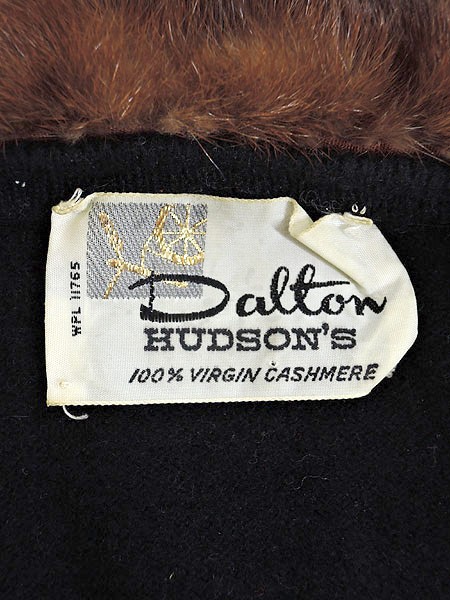 WPL 11765
Dalton
HUDSON'S
100% VIRGIN CASHMERE